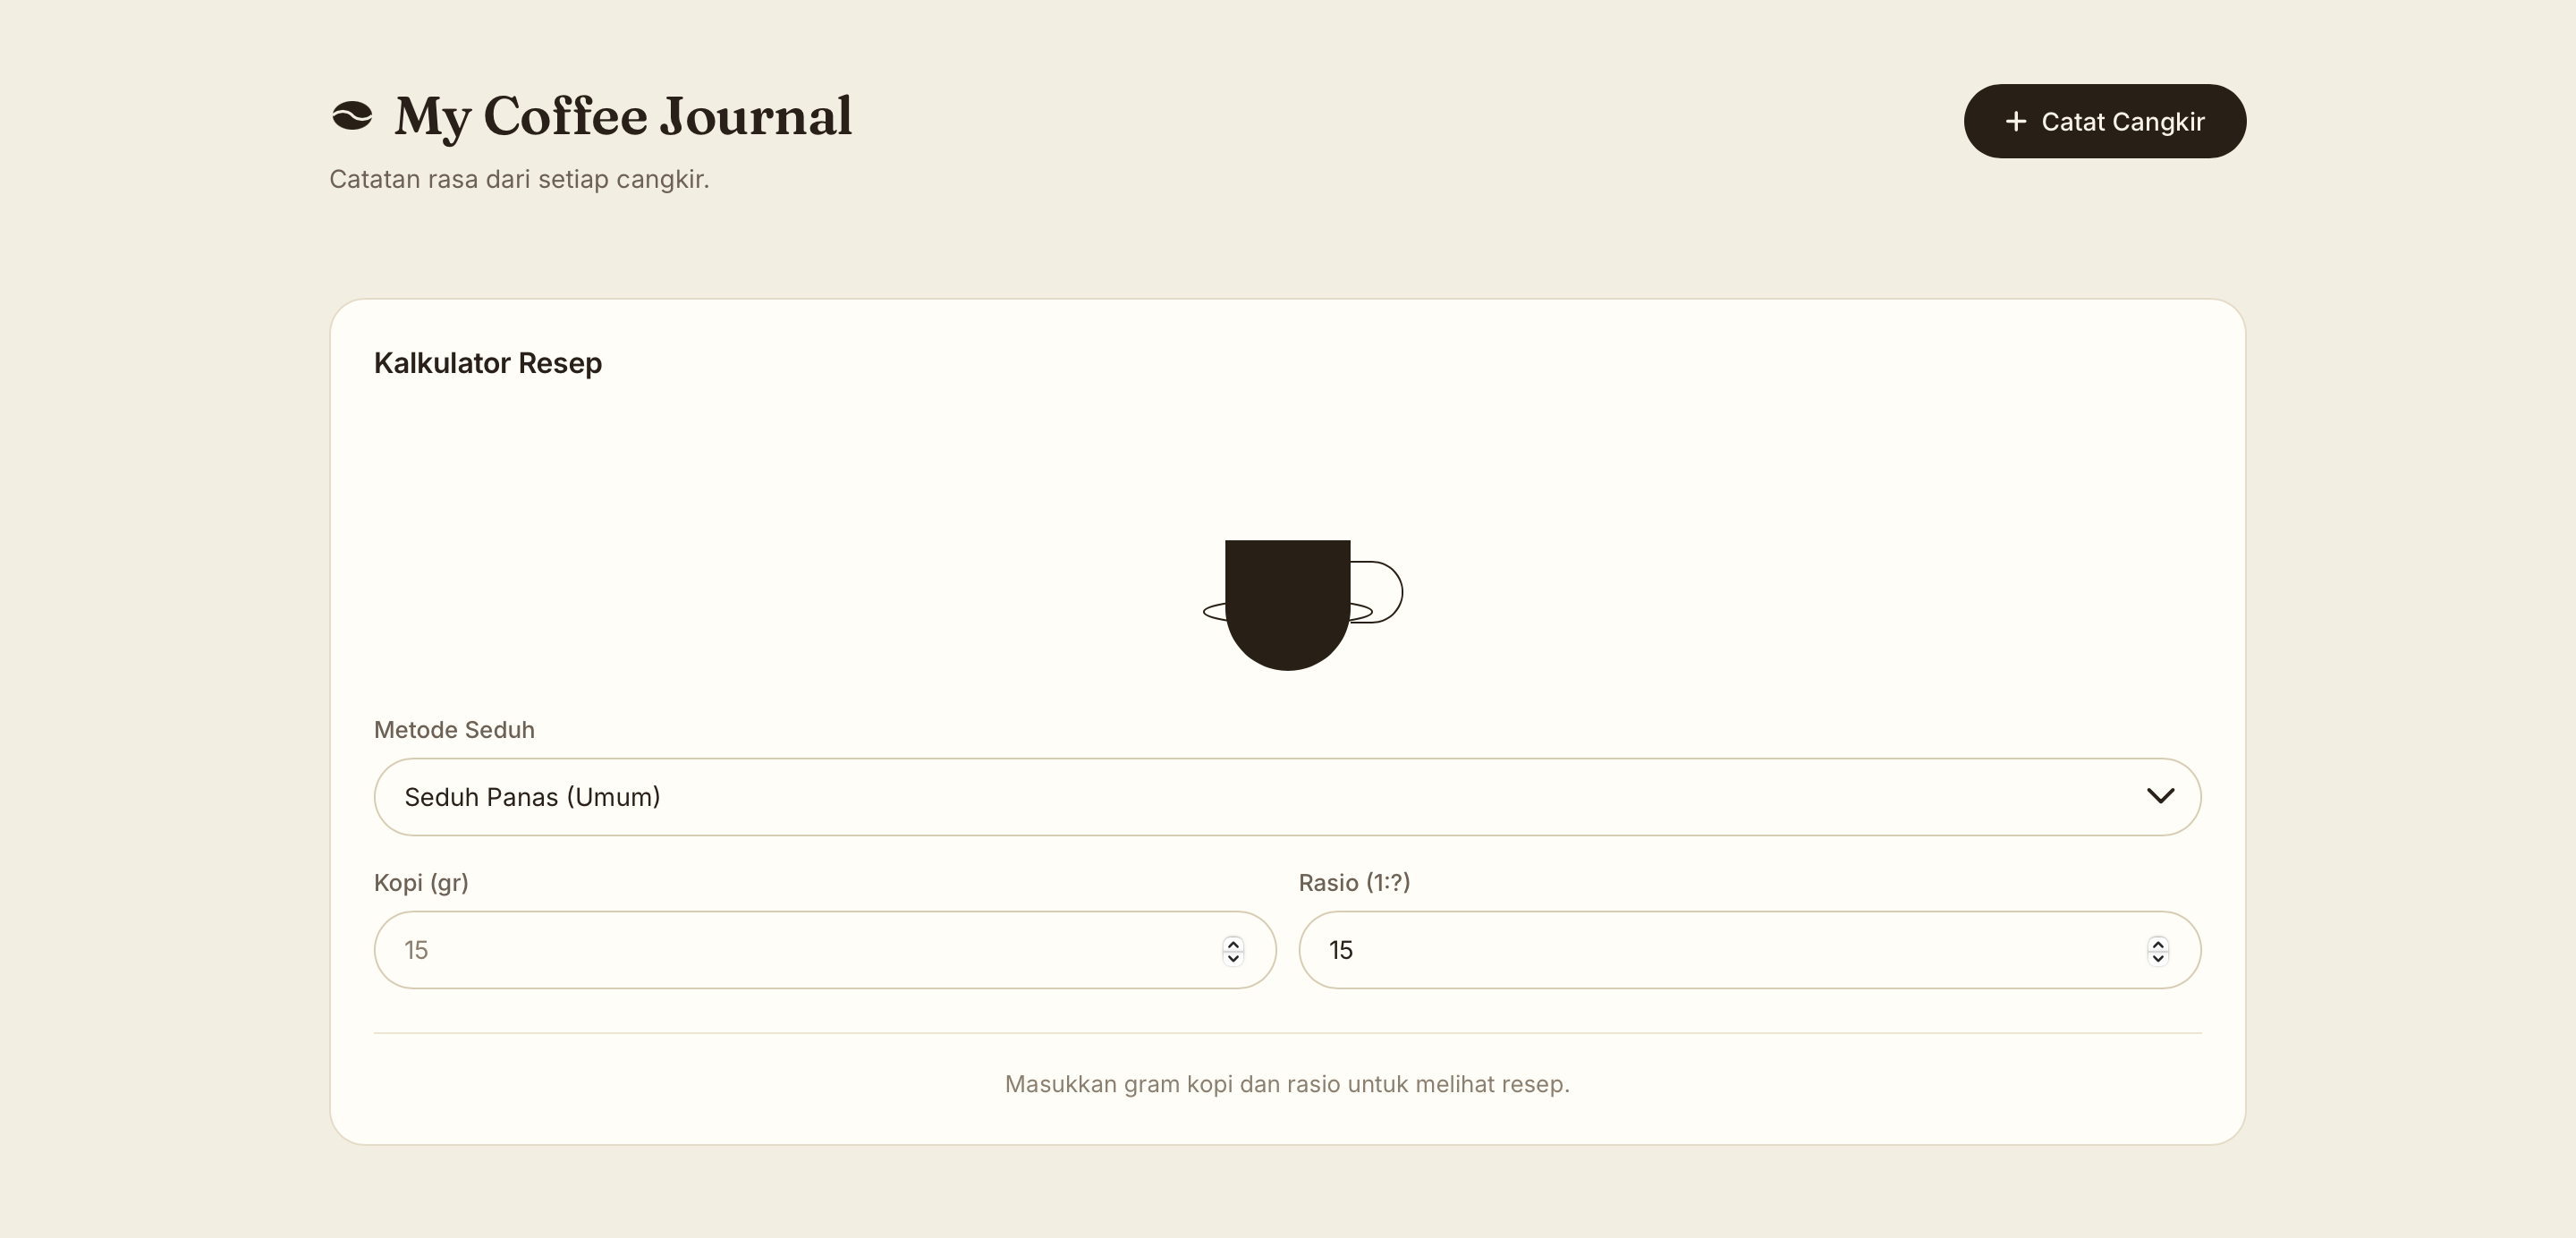 My Coffee Journal
+ Catat Cangkir
Catatan rasa dari setiap cangkir.
Kalkulator Resep
Metode Seduh
Seduh Panas (Umum)
Kopi (gr)
Rasio (1:?)
15
15
Masukkan gram kopi dan rasio untuk melihat resep.